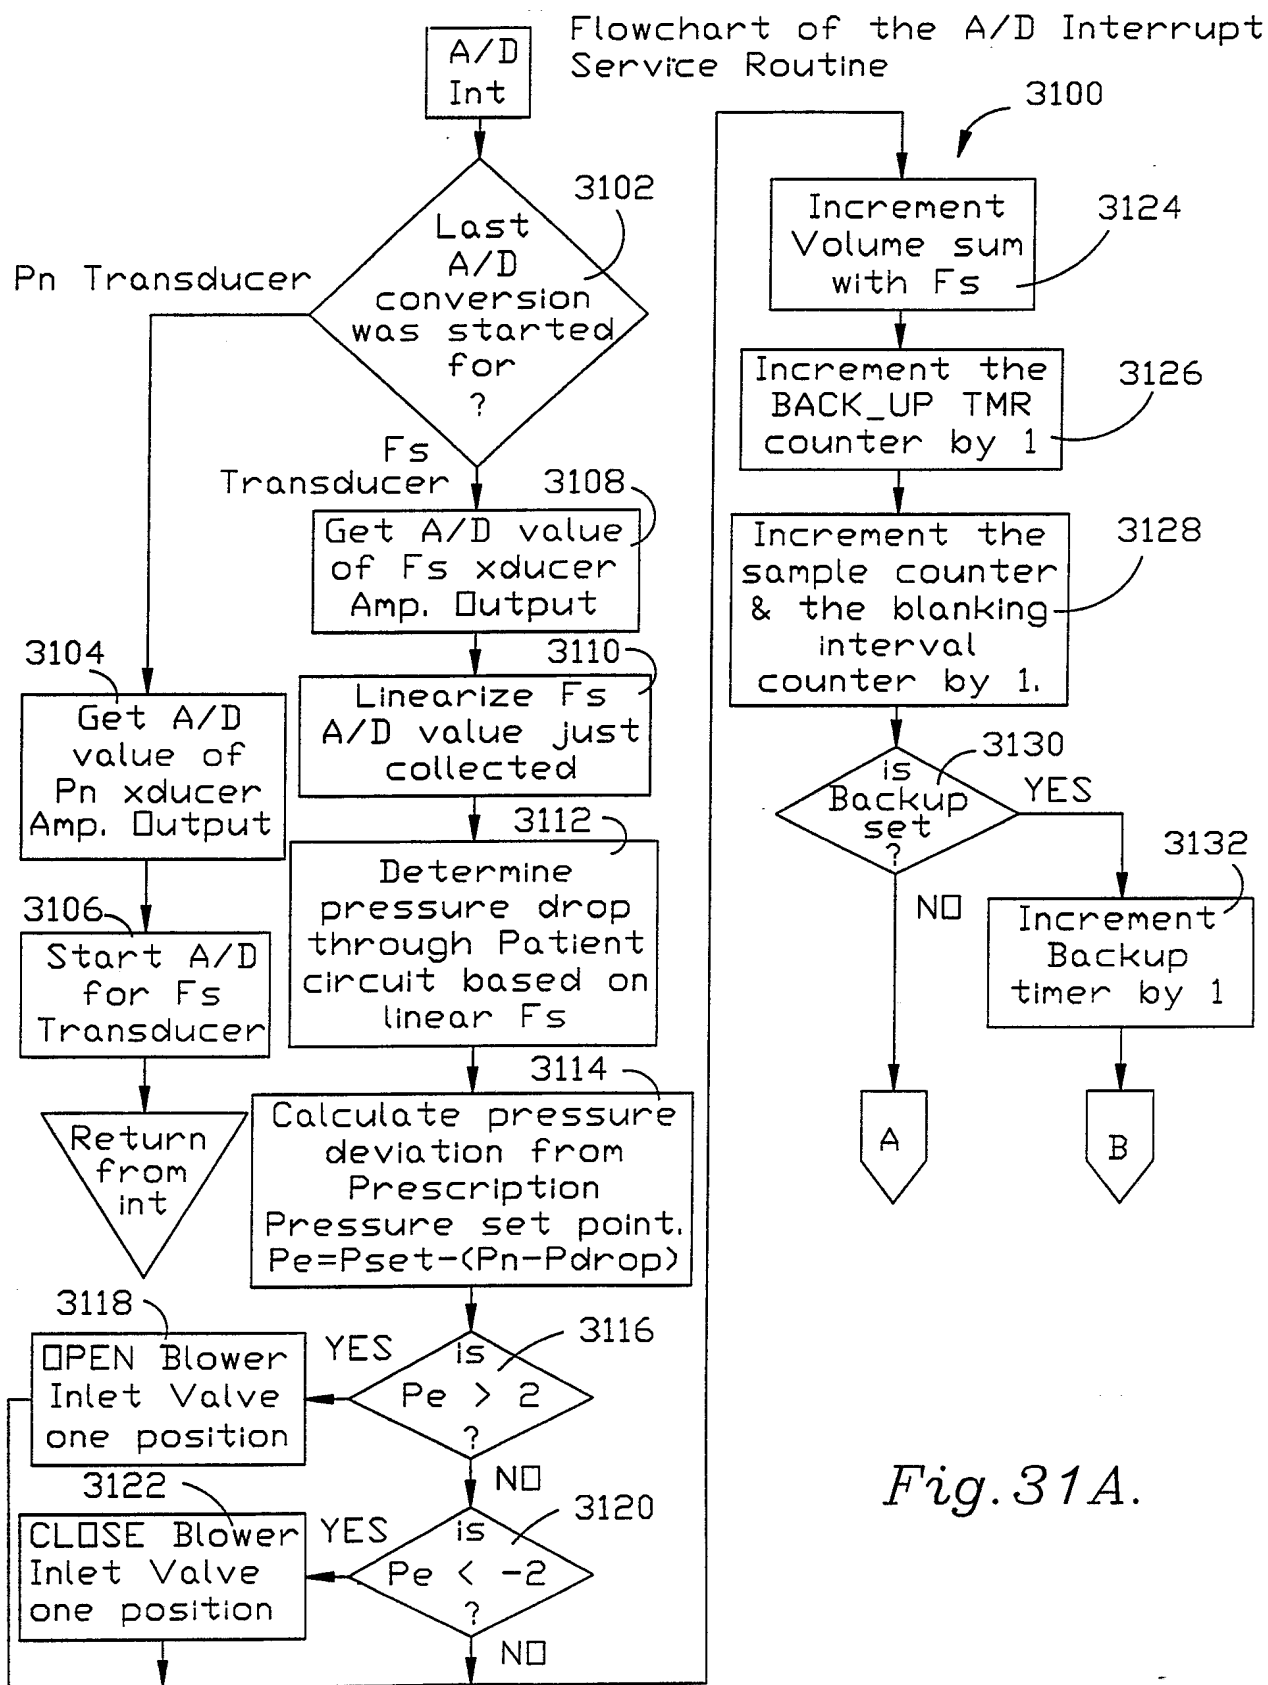 Flowchart of the A/D Interrupt
Service Routine
A/D
Int
3100
3102
Last
A/D
conversion
was started
for
?
Pn Transducer
Fs
Transducer
3104
Get A/D
value of
Pn xducer
Amp. Output
3106
Start A/D
for Fs
Transducer
Return
from
int
3108
Get A/D value
of Fs xducer
Amp. Output
3110
Linearize Fs
A/D value just
collected
3112
Determine
pressure drop
through Patient
circuit based on
linear Fs
3114
Calculate pressure
deviation from
Prescription
Pressure set point.
Pe=Pset-(Pn-Pdrop)
3116
is
Pe > 2
?
YES
NO
3118
OPEN Blower
Inlet Valve
one position
3120
is
Pe < -2
?
YES
NO
3122
CLOSE Blower
Inlet Valve
one position
3124
Increment
Volume sum
with Fs
3126
Increment the
BACK_UP TMR
counter by 1
3128
Increment the
sample counter
& the blanking
interval
counter by 1.
3130
is
Backup
set
?
YES
NO
3132
Increment
Backup
timer by 1
A
B
Fig.31A.